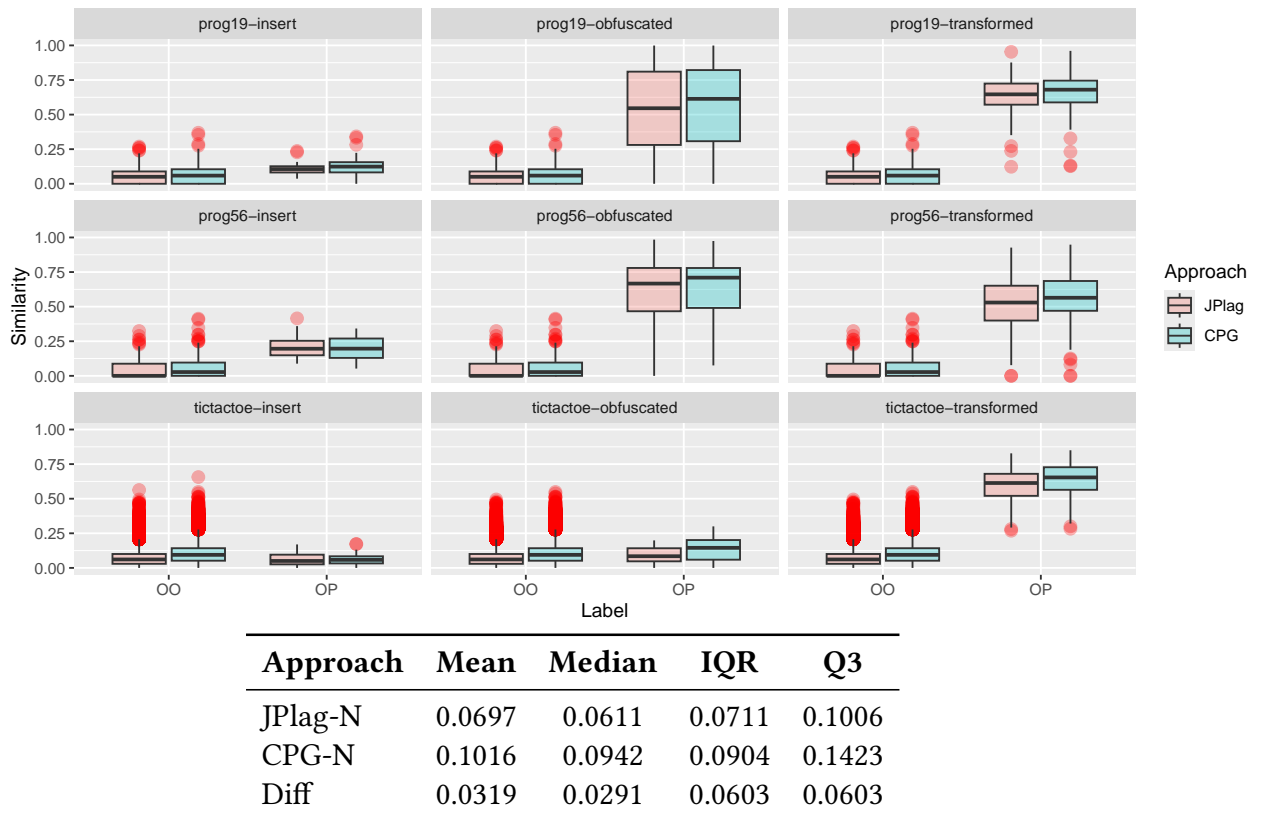 prog19−insert prog19−obfuscated prog19−transformed
1.00
0.75
0.50
0.25
0.00
prog56−insert prog56−obfuscated prog56−transformed
1.00
0.75
0.50
0.25
0.00
tictactoe−insert tictactoe−obfuscated tictactoe−transformed
1.00
0.75
0.50
0.25
0.00
OO OP OO OP OO OP
Label
Similarity
Approach
JPlag
CPG
Approach Mean Median IQR Q3
JPlag-N 0.0697 0.0611 0.0711 0.1006
CPG-N 0.1016 0.0942 0.0904 0.1423
Diff 0.0319 0.0291 0.0603 0.0603